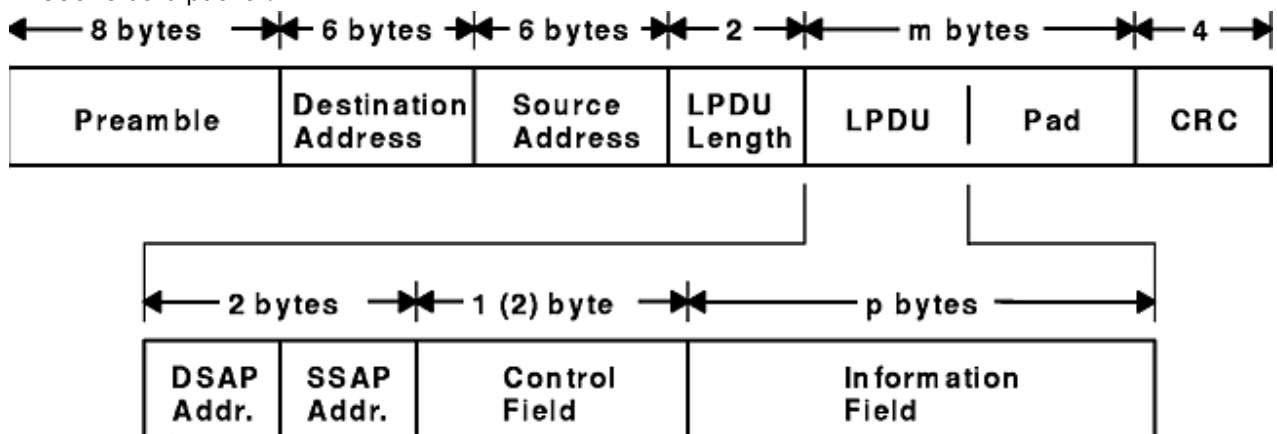 8 bytes 6 bytes 6 bytes 2 m bytes 4
Preamble Destination Address Source Address LPDU Length LPDU Pad CRC
2 bytes 1 (2) byte p bytes
DSAP Addr. SSAP Addr. Control Field Information Field